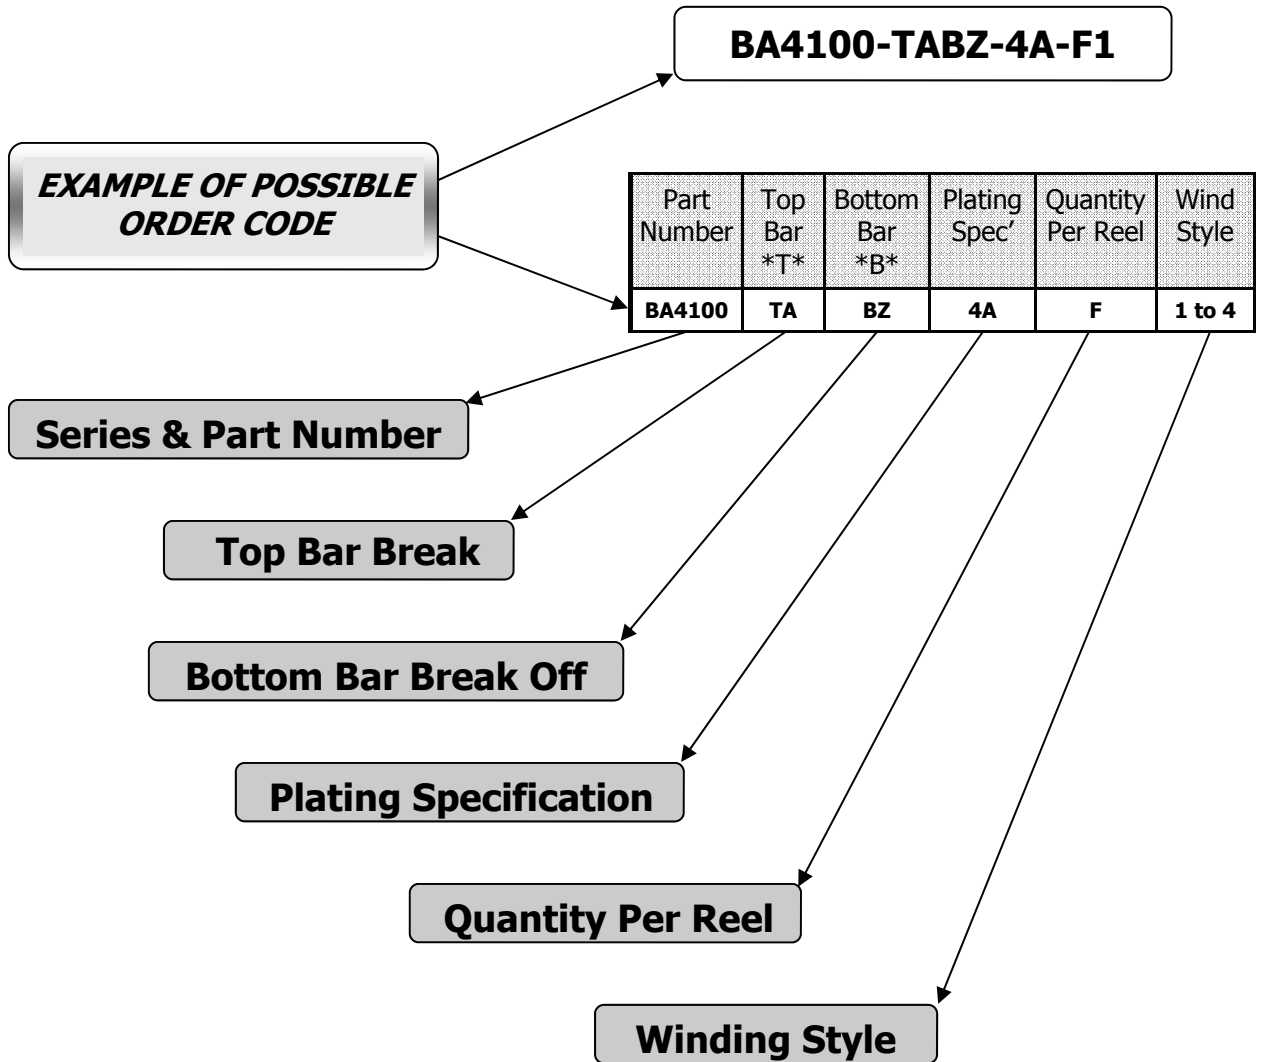 BA4100-TABZ-4A-F1
EXAMPLE OF POSSIBLE
ORDER CODE
Part Top Bottom Plating Quantity Wind
Number Bar Bar Spec’ Per Reel Style
*T* *B*
BA4100 TA BZ 4A F 1 to 4
Series & Part Number
Top Bar Break
Bottom Bar Break Off
Plating Specification
Quantity Per Reel
Winding Style